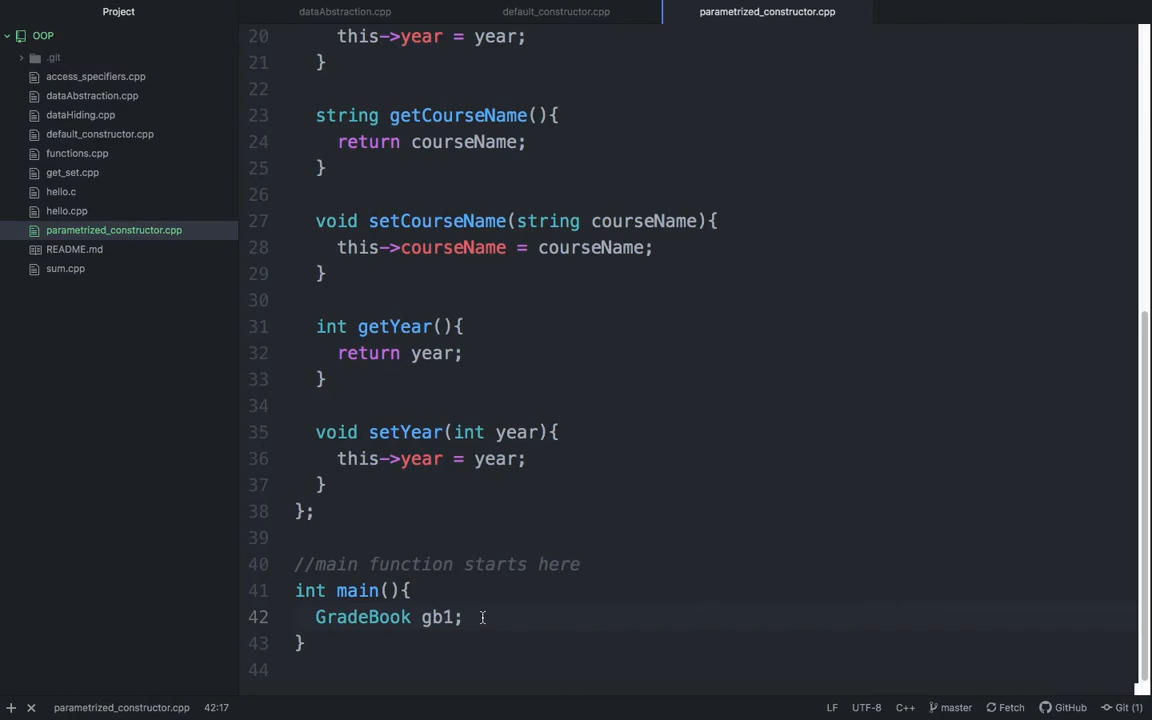 Project
dataAbstraction.cpp
default_constructor.cpp
parametrized_constructor.cpp
OOP
.git
access_specifiers.cpp
dataAbstraction.cpp
dataHiding.cpp
default_constructor.cpp
functions.cpp
get_set.cpp
hello.c
hello.cpp
parametrized_constructor.cpp
README.md
sum.cpp
20 this->year = year;
21 }
22
23 string getCourseName(){
24 return courseName;
25 }
26
27 void setCourseName(string courseName){
28 this->courseName = courseName;
29 }
30
31 int getYear(){
32 return year;
33 }
34
35 void setYear(int year){
36 this->year = year;
37 }
38 };
39
40 //main function starts here
41 int main(){
42 GradeBook gb1;
43 }
44
parametrized_constructor.cpp 42:17 LF UTF-8 C++ master Fetch GitHub Git (1)